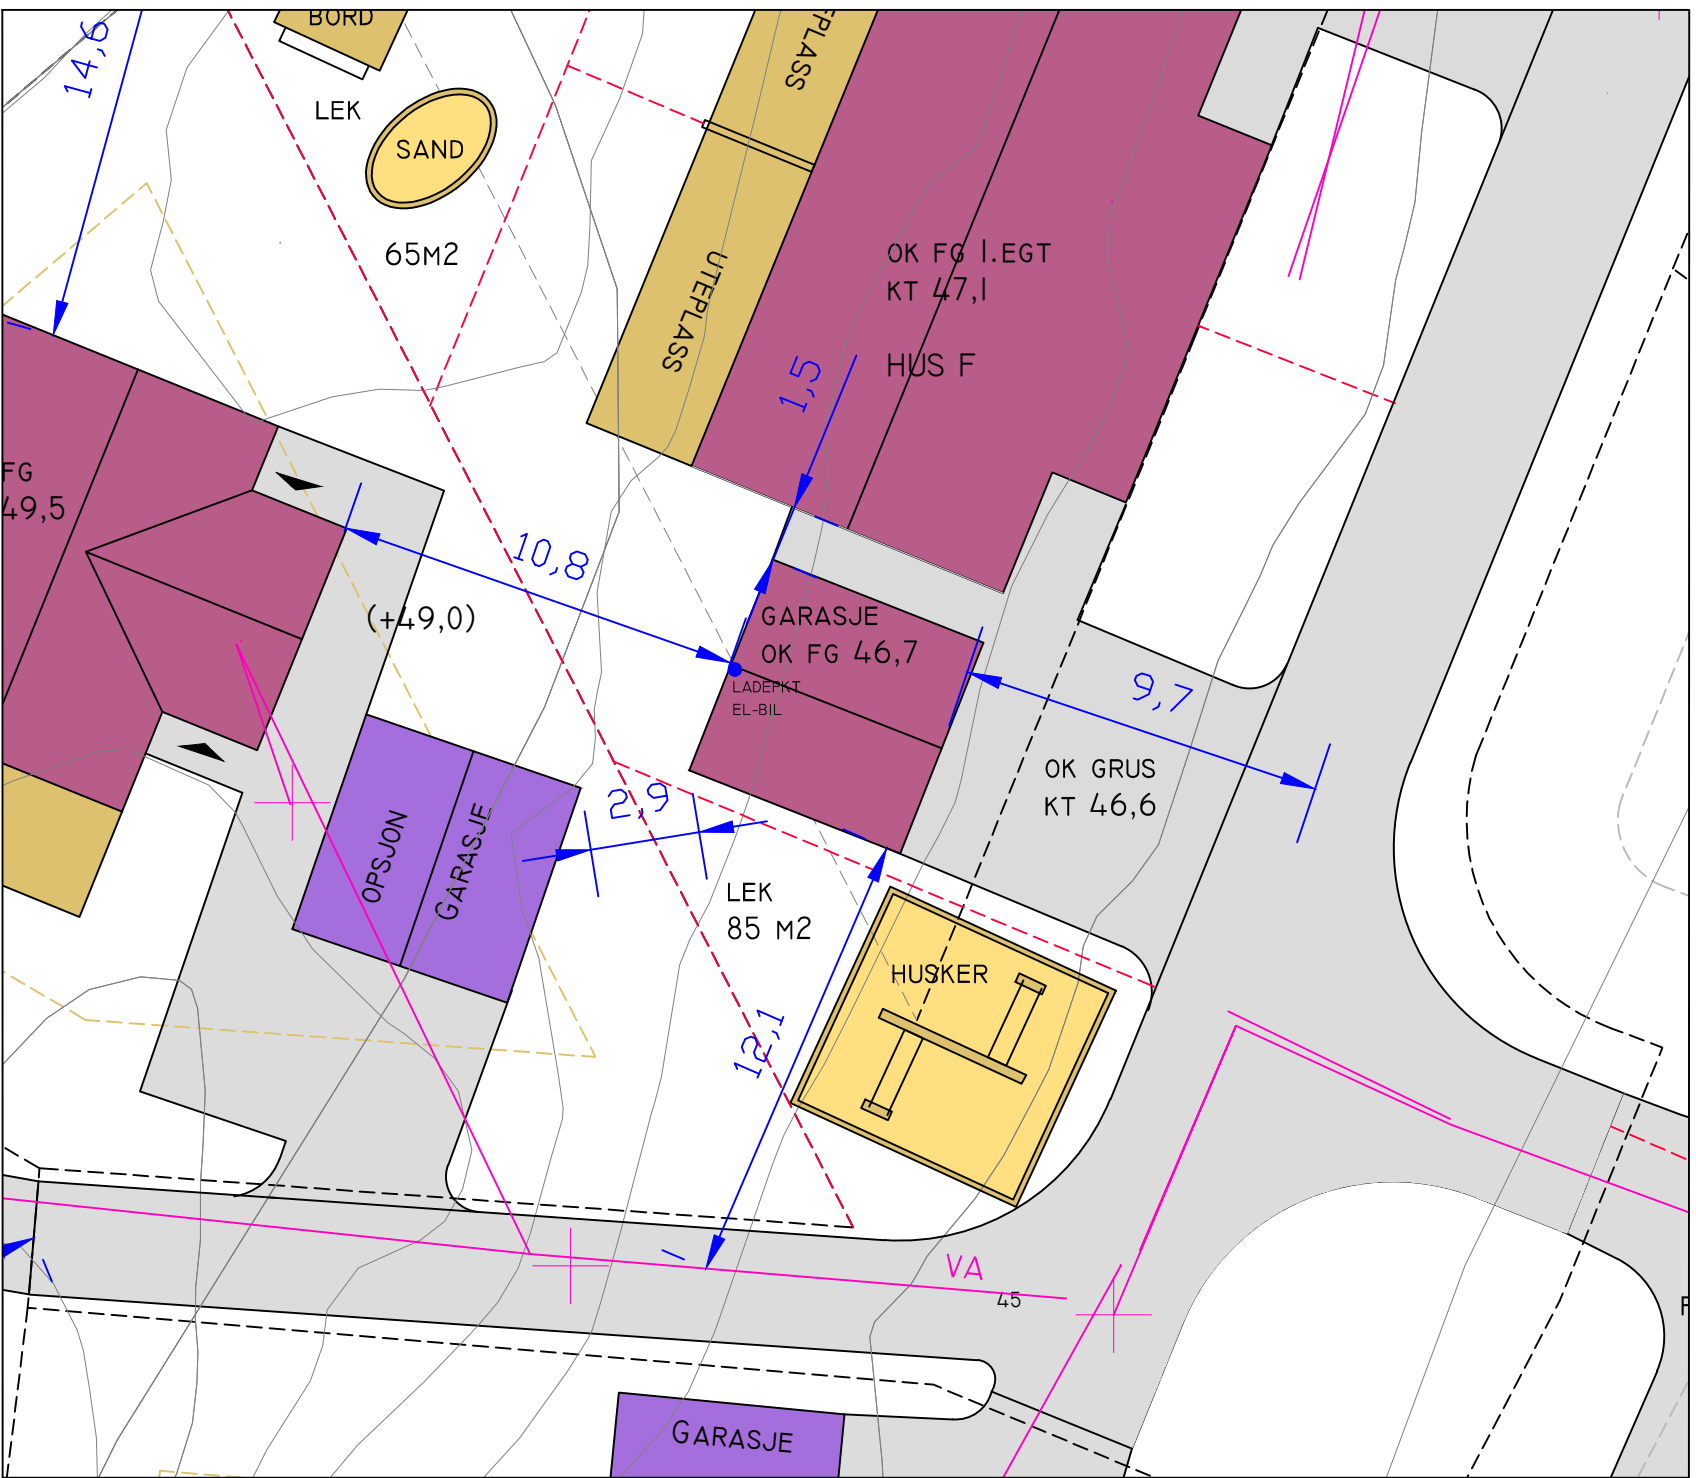 BORD
14,6
LEK
SAND
65M2
UTEPLASS
OK FG 1.EGT
KT 47,1
HUS F
1,5
FG
49,5
10,8
(+49,0)
GARASJE
OK FG 46,7
LADEPKT
EL-BIL
9,7
OK GRUS
KT 46,6
2,9
OPSJON
GARASJE
LEK
85 M2
HUSKER
12,1
VA
45
GARASJE